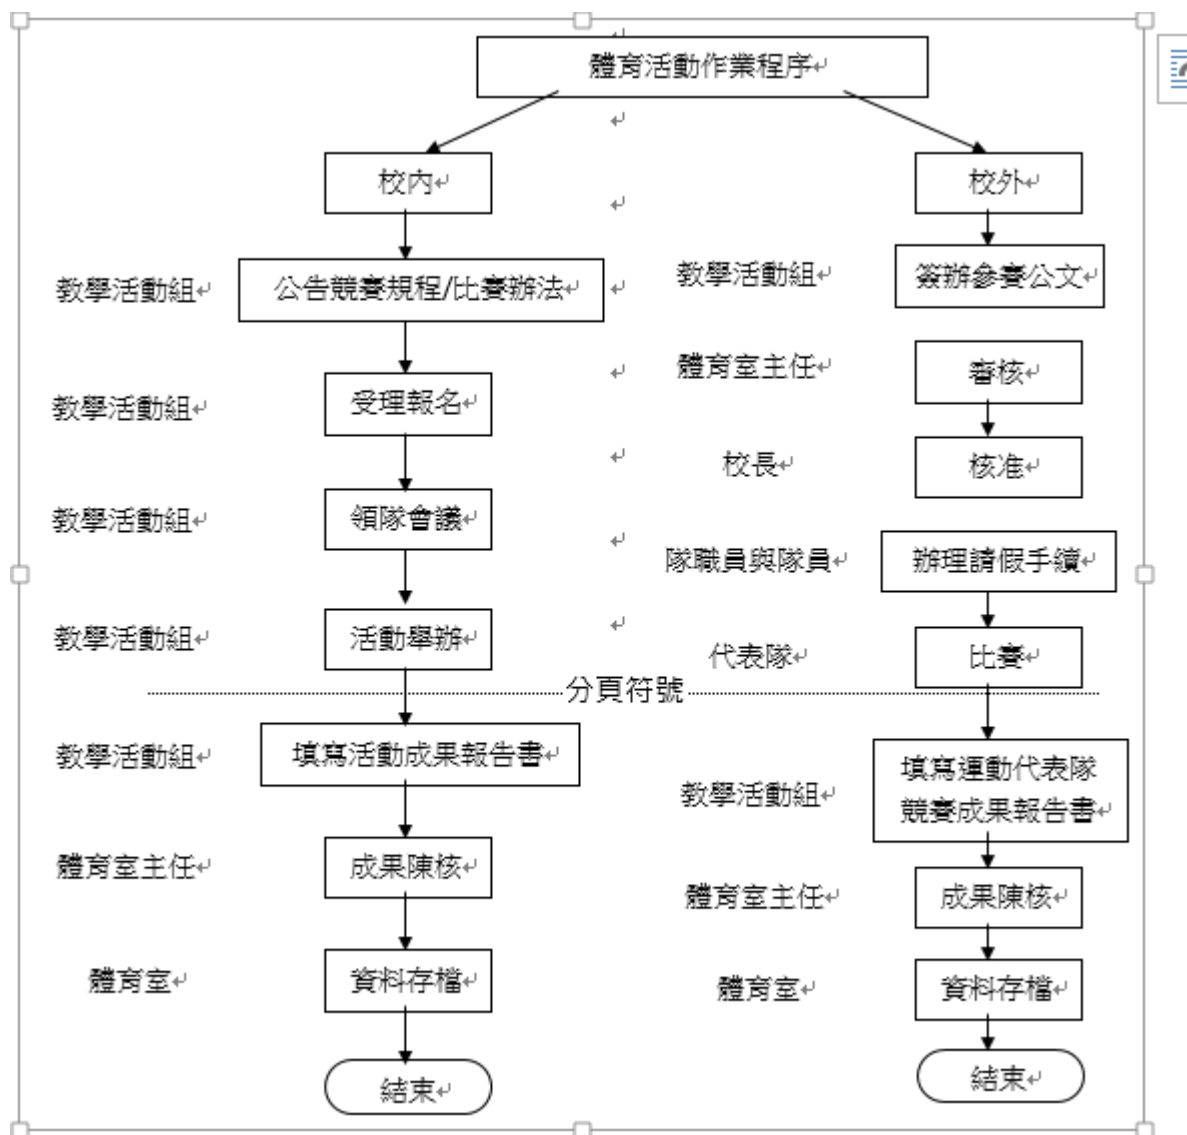 體育活動作業程序
校內
校外
教學活動組
公告競賽規程/比賽辦法
教學活動組
簽辦參賽公文
體育室主任
審核
教學活動組
受理報名
校長
核准
教學活動組
領隊會議
隊職員與隊員
辦理請假手續
教學活動組
活動舉辦
代表隊
比賽
分頁符號
教學活動組
填寫活動成果報告書
教學活動組
填寫運動代表隊
競賽成果報告書
體育室主任
成果陳核
體育室主任
成果陳核
體育室
資料存檔
體育室
資料存檔
結束
結束